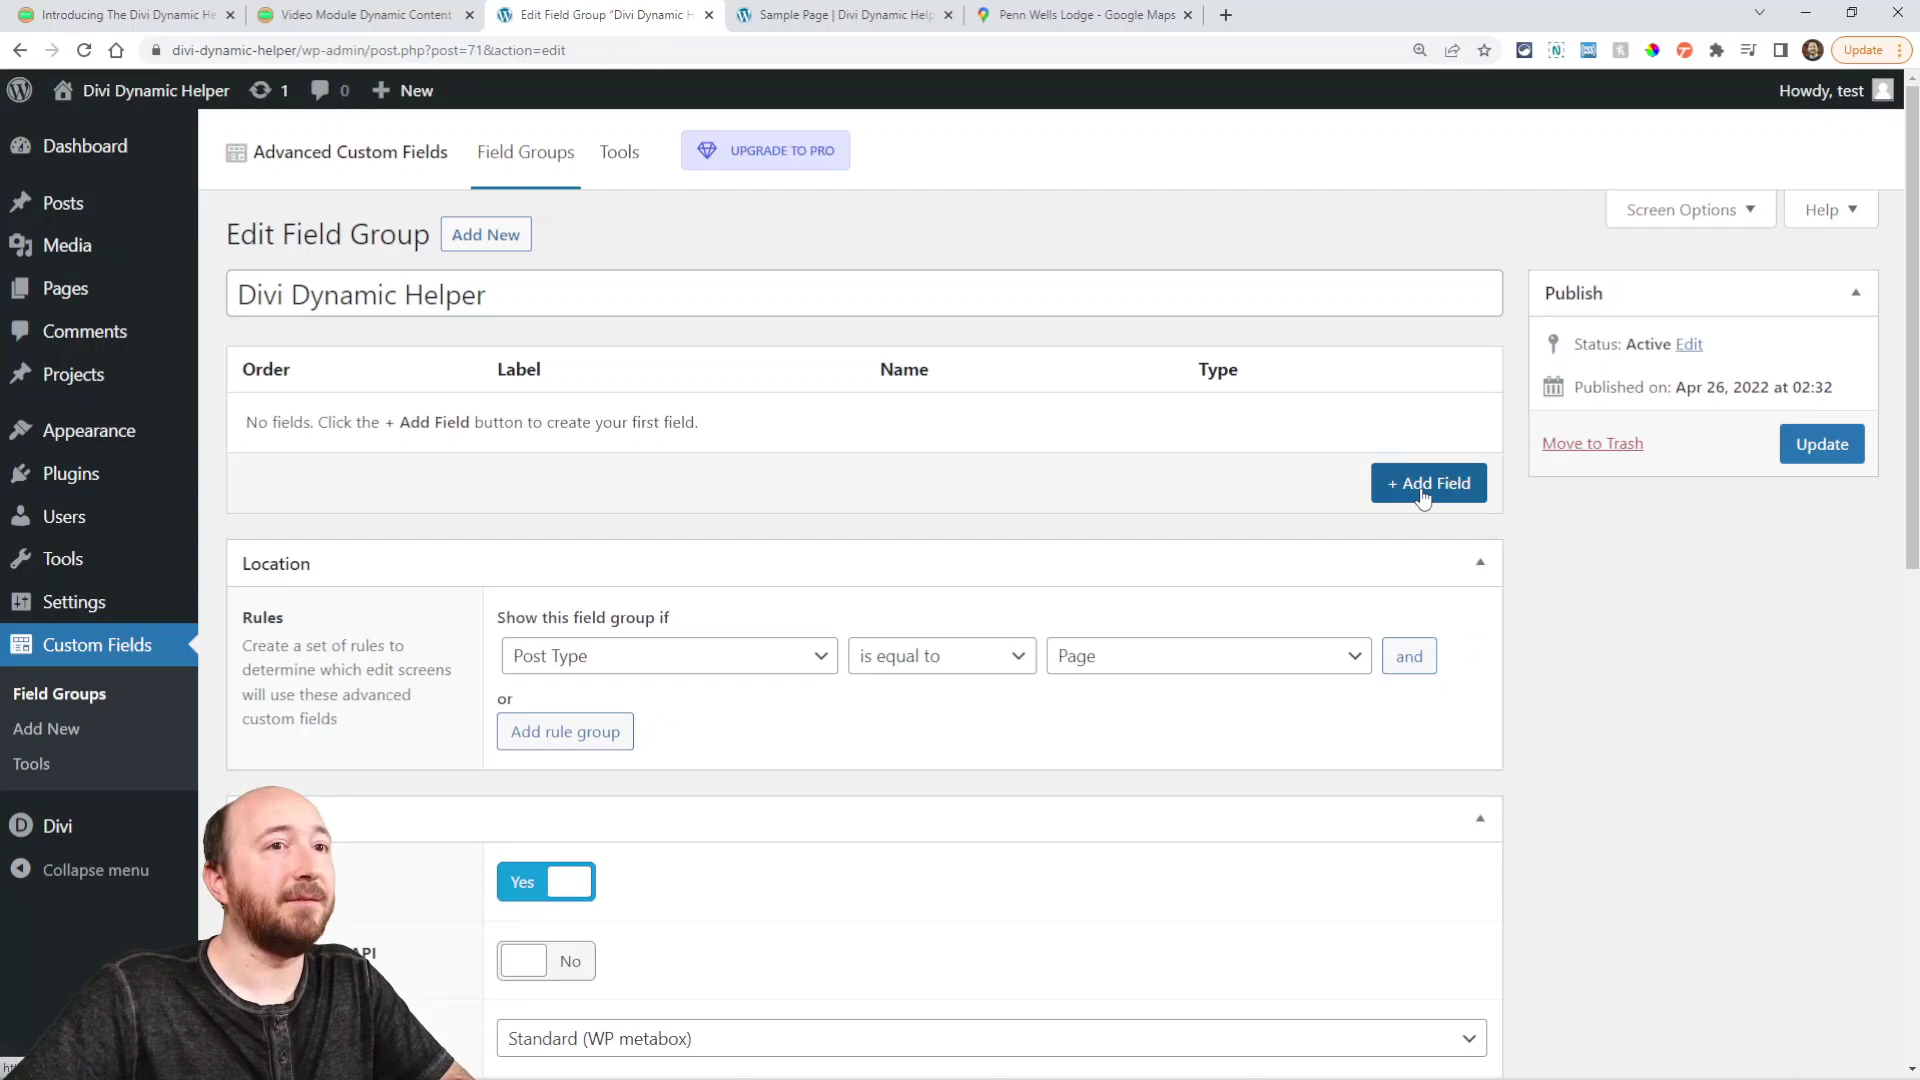 Introducing The Divi Dynamic He
Video Module Dynamic Content
Edit Field Group "Divi Dynamic H
Sample Page | Divi Dynamic Help
Penn Wells Lodge - Google Maps
divi-dynamic-helper/wp-admin/post.php?post=71&action=edit
Update
Divi Dynamic Helper
1
0
New
Howdy, test
Dashboard
Posts
Media
Pages
Comments
Projects
Appearance
Plugins
Users
Tools
Settings
Custom Fields
Field Groups
Add New
Tools
Divi
Collapse menu
Advanced Custom Fields
Field Groups
Tools
UPGRADE TO PRO
Screen Options
Help
Edit Field Group
Add New
Divi Dynamic Helper
Order
Label
Name
Type
No fields. Click the + Add Field button to create your first field.
+ Add Field
Publish
Status: Active Edit
Published on: Apr 26, 2022 at 02:32
Move to Trash
Update
Location
Rules
Create a set of rules to
determine which edit screens
will use these advanced
custom fields
Show this field group if
Post Type
is equal to
Page
and
or
Add rule group
Yes
API
No
Standard (WP metabox)